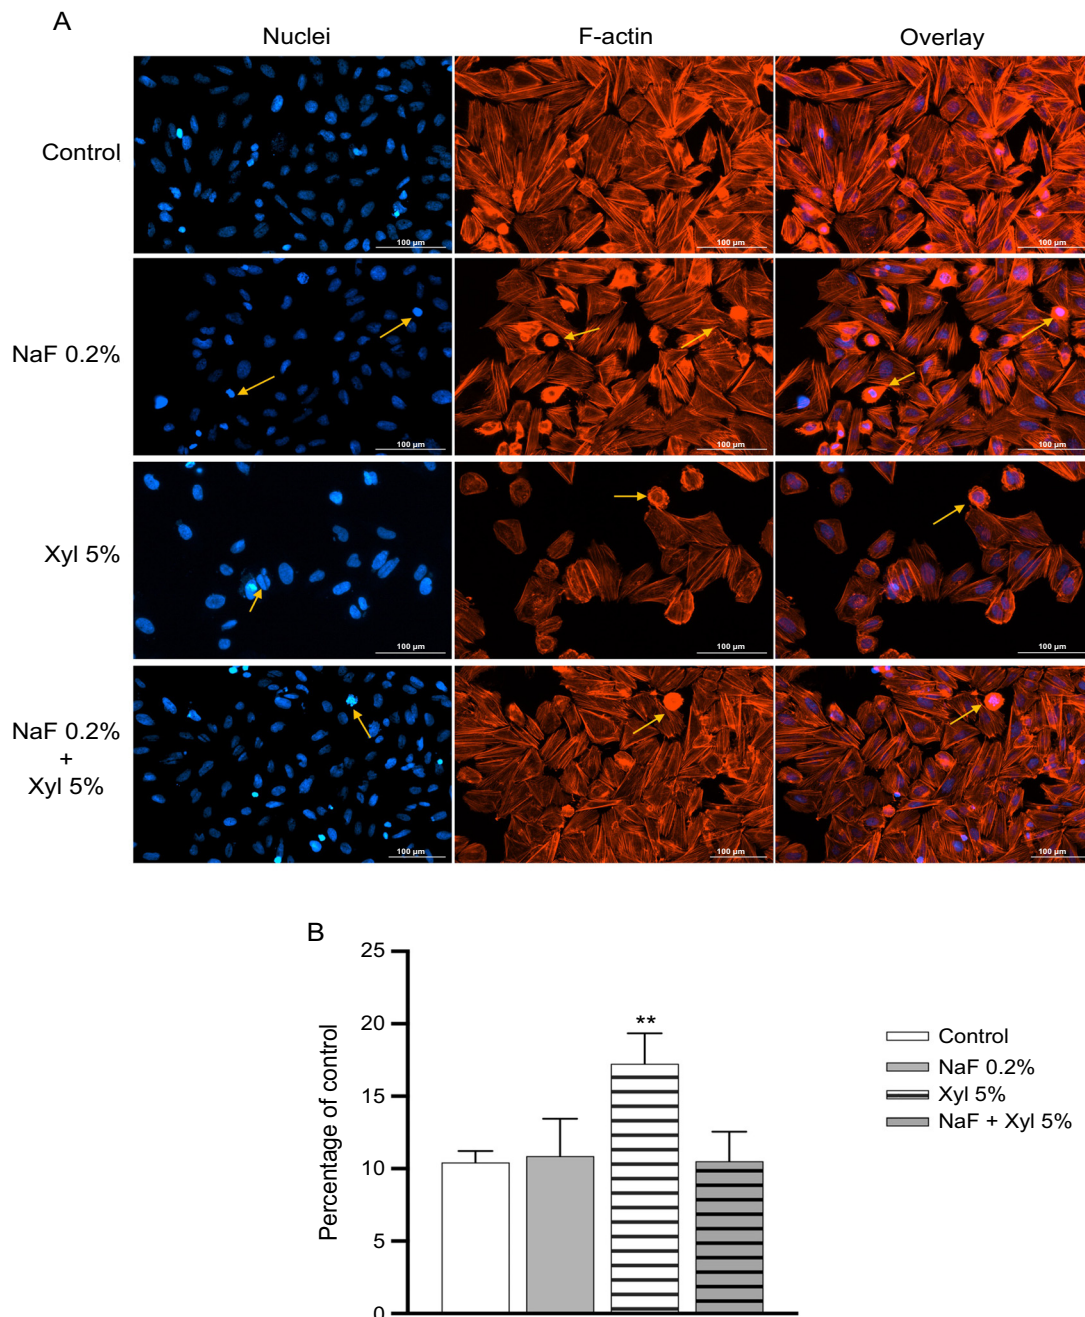 A
Nuclei F-actin Overlay
Control
100 µm 100 µm 100 µm
NaF 0.2%
100 µm 100 µm 100 µm
Xyl 5%
100 µm 100 µm 100 µm
NaF 0.2%
+
Xyl 5%
100 µm 100 µm 100 µm
B
Percentage of control
25
20
15
10
5
0
**
Control
NaF 0.2%
Xyl 5%
NaF + Xyl 5%